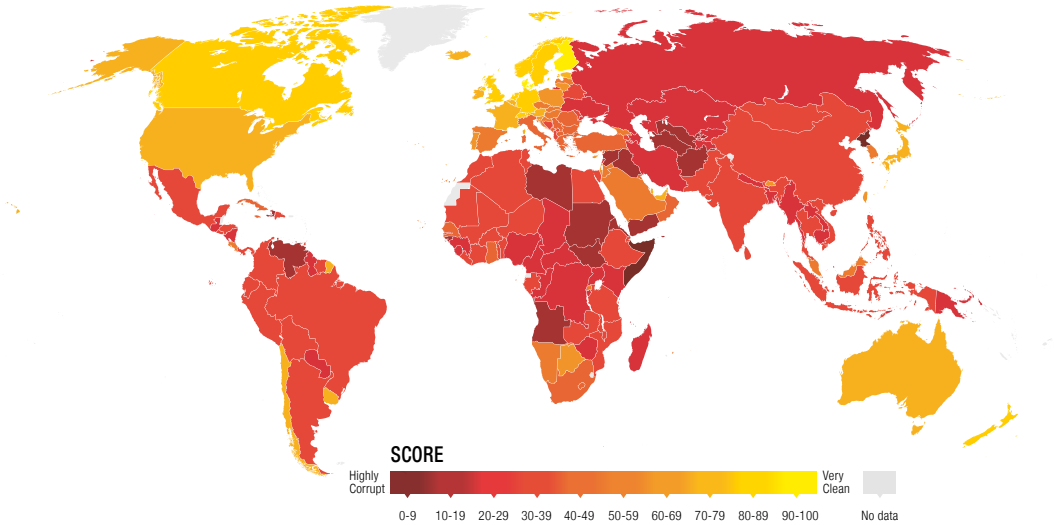 SCORE
Highly
Corrupt
Very
Clean
0-9 10-19 20-29 30-39 40-49 50-59 60-69 70-79 80-89 90-100 No data